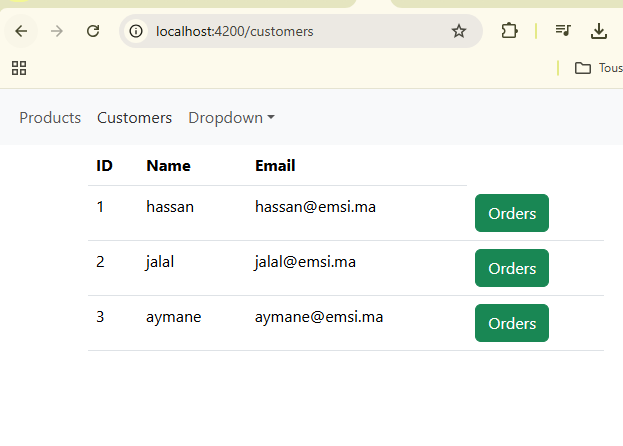 localhost:4200/customers
Tous
Products Customers Dropdown
ID Name Email
1 hassan hassan@emsi.ma Orders
2 jalal jalal@emsi.ma Orders
3 aymane aymane@emsi.ma Orders